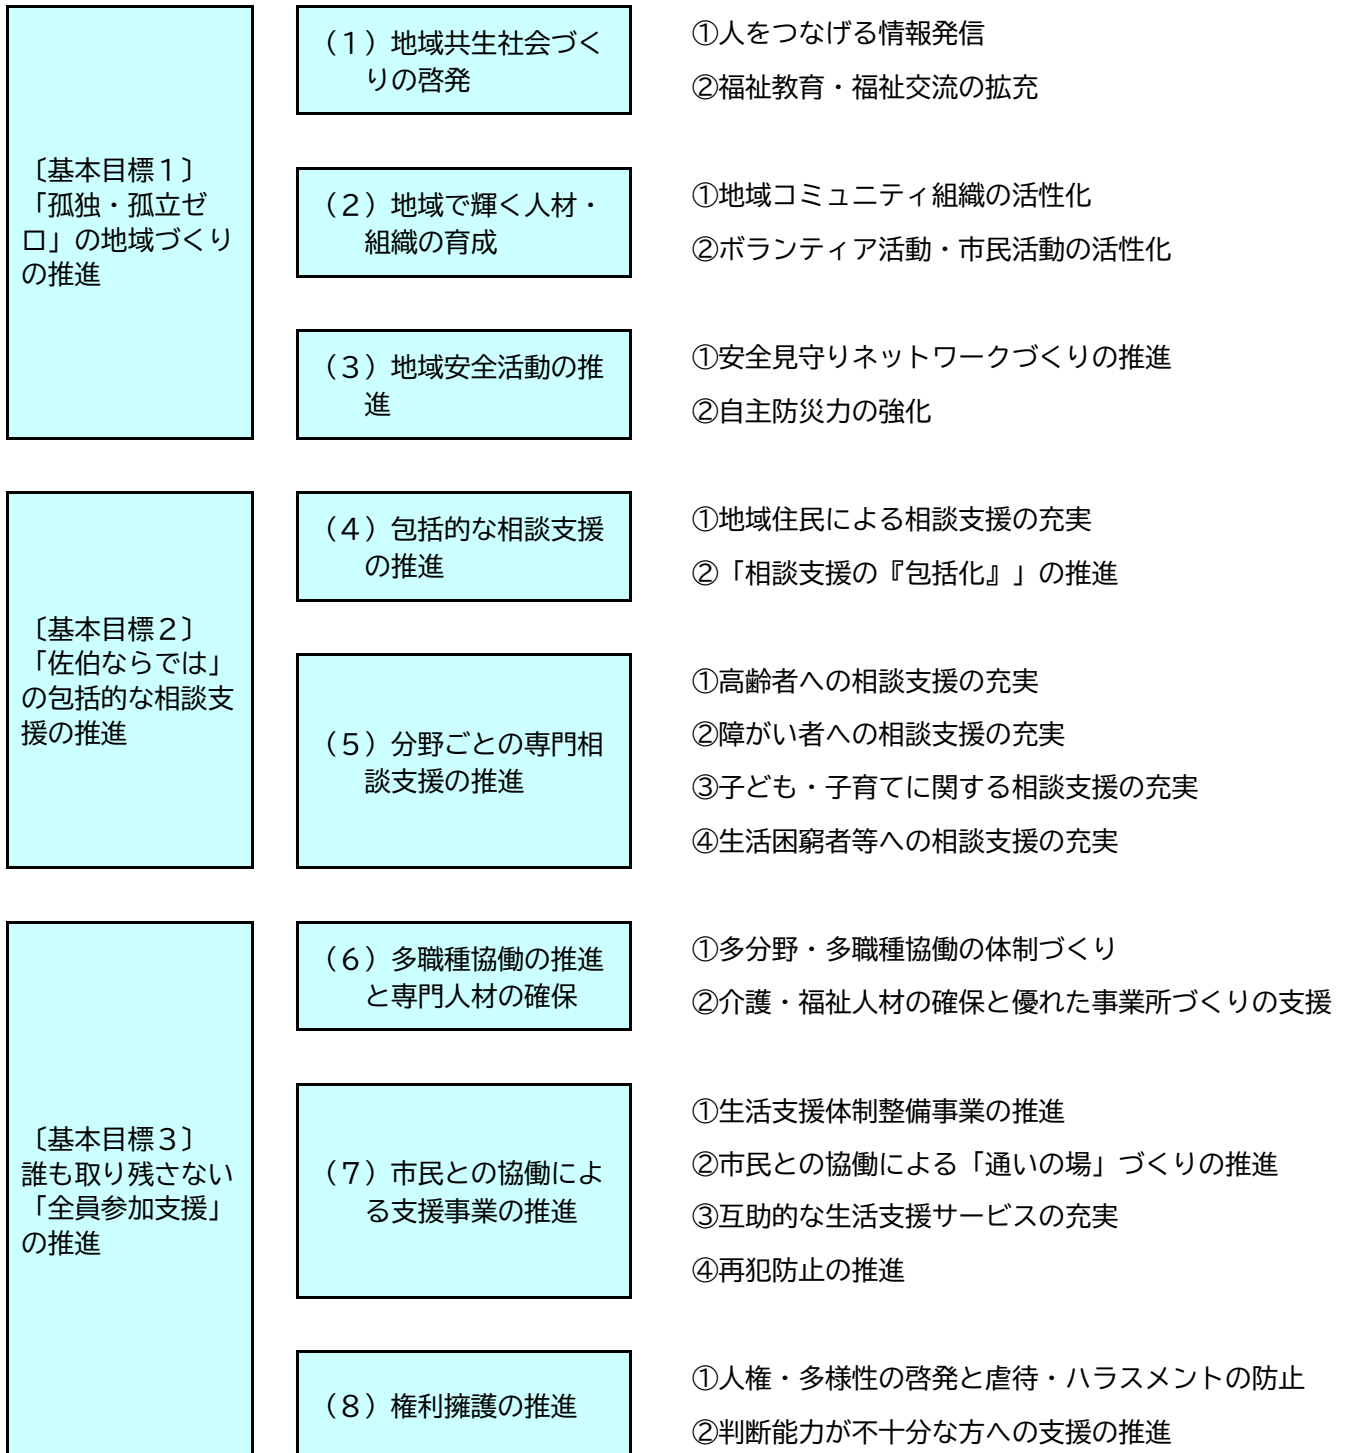 〔基本目標１〕
「孤独・孤立ゼ
ロ」の地域づくり
の推進
（１）地域共生社会づく
りの啓発
①人をつなげる情報発信
②福祉教育・福祉交流の拡充
（２）地域で輝く人材・
組織の育成
①地域コミュニティ組織の活性化
②ボランティア活動・市民活動の活性化
（３）地域安全活動の推
進
①安全見守りネットワークづくりの推進
②自主防災力の強化
〔基本目標２〕
「佐伯ならでは」
の包括的な相談支
援の推進
（４）包括的な相談支援
の推進
①地域住民による相談支援の充実
②「相談支援の『包括化』」の推進
（５）分野ごとの専門相
談支援の推進
①高齢者への相談支援の充実
②障がい者への相談支援の充実
③子ども・子育てに関する相談支援の充実
④生活困窮者等への相談支援の充実
〔基本目標３〕
誰も取り残さない
「全員参加支援」
の推進
（６）多職種協働の推進
と専門人材の確保
①多分野・多職種協働の体制づくり
②介護・福祉人材の確保と優れた事業所づくりの支援
（７）市民との協働によ
る支援事業の推進
①生活支援体制整備事業の推進
②市民との協働による「通いの場」づくりの推進
③互助的な生活支援サービスの充実
④再犯防止の推進
（８）権利擁護の推進
①人権・多様性の啓発と虐待・ハラスメントの防止
②判断能力が不十分な方への支援の推進